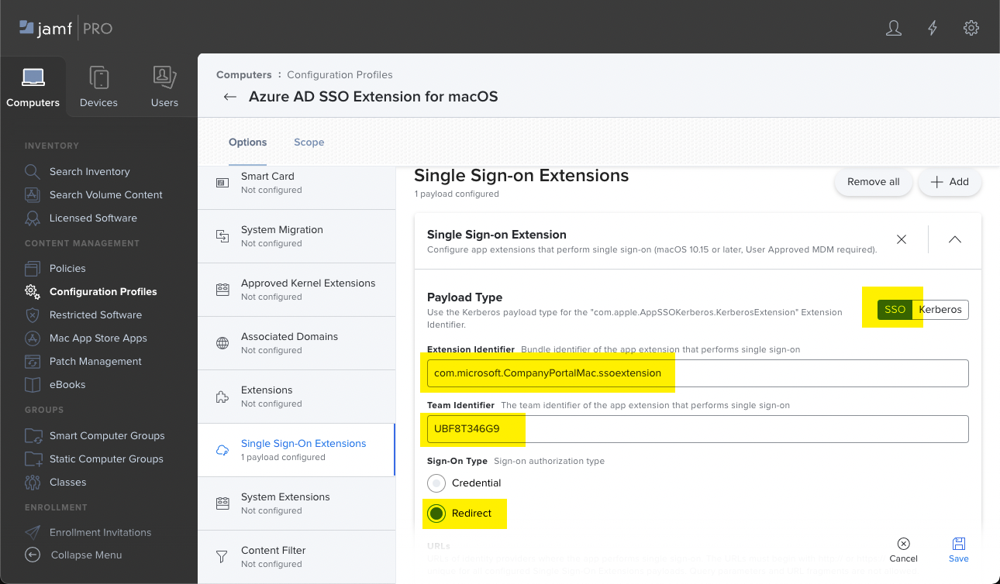 jamf PRO
Computers
Devices
Users
INVENTORY
Search Inventory
Search Volume Content
Licensed Software
CONTENT MANAGEMENT
Policies
Configuration Profiles
Restricted Software
Mac App Store Apps
Patch Management
eBooks
GROUPS
Smart Computer Groups
Static Computer Groups
Classes
ENROLLMENT
Enrollment Invitations
Collapse Menu
Computers : Configuration Profiles
← Azure AD SSO Extension for macOS
Options
Scope
Smart Card
Not configured
System Migration
Not configured
Approved Kernel Extensions
Not configured
Associated Domains
Not configured
Extensions
Not configured
Single Sign-On Extensions
1 payload configured
System Extensions
Not configured
Content Filter
Not configured
Single Sign-on Extensions
1 payload configured
Remove all
Add
Single Sign-on Extension
Configure app extensions that perform single sign-on (macOS 10.15 or later, User Approved MDM required).
Payload Type
Use the Kerberos payload type for the "com.apple.AppSSOKerberos.KerberosExtension" Extension
Identifier.
SSO Kerberos
Extension Identifier Bundle identifier of the app extension that performs single sign-on
com.microsoft.CompanyPortalMac.ssoextension
Team Identifier The team identifier of the app extension that performs single sign-on
UBF8T346G9
Sign-On Type Sign-on authorization type
Credential
Redirect
URLs
Cancel
Save